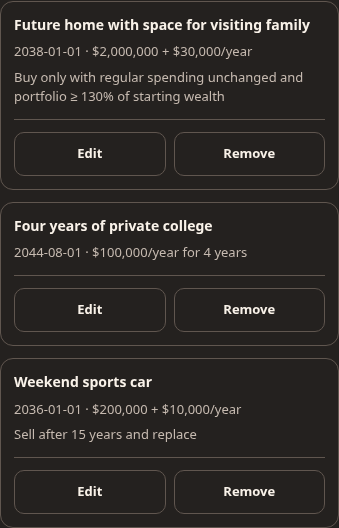 Future home with space for visiting family
2038-01-01 · $2,000,000 + $30,000/year
Buy only with regular spending unchanged and
portfolio ≥ 130% of starting wealth
Edit
Remove
Four years of private college
2044-08-01 · $100,000/year for 4 years
Edit
Remove
Weekend sports car
2036-01-01 · $200,000 + $10,000/year
Sell after 15 years and replace
Edit
Remove